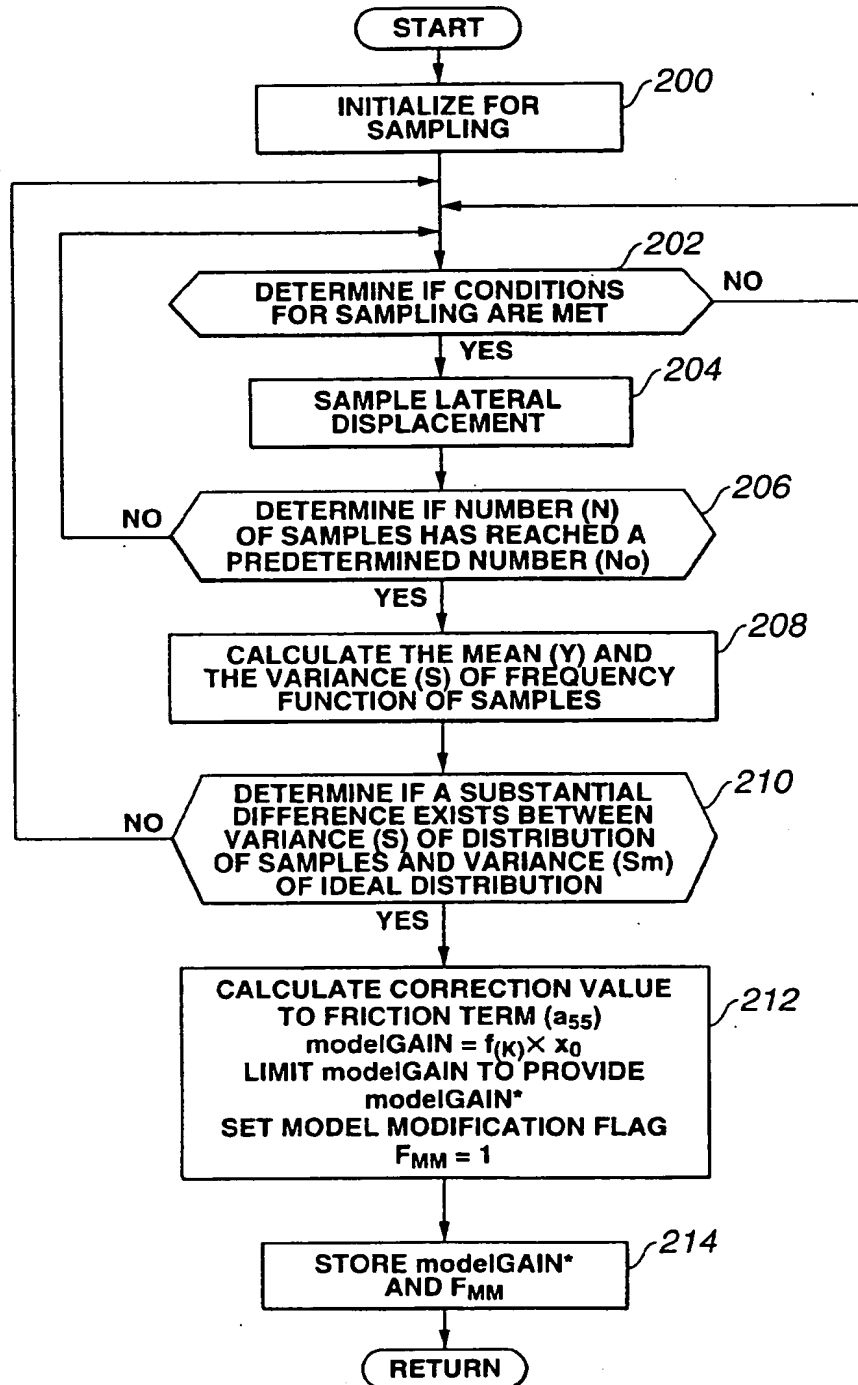 START
200
INITIALIZE FOR
SAMPLING
202
DETERMINE IF CONDITIONS
FOR SAMPLING ARE MET
NO
YES
204
SAMPLE LATERAL
DISPLACEMENT
206
NO
DETERMINE IF NUMBER (N)
OF SAMPLES HAS REACHED A
PREDETERMINED NUMBER (No)
YES
208
CALCULATE THE MEAN (Y) AND
THE VARIANCE (S) OF FREQUENCY
FUNCTION OF SAMPLES
210
NO
DETERMINE IF A SUBSTANTIAL
DIFFERENCE EXISTS BETWEEN
VARIANCE (S) OF DISTRIBUTION
OF SAMPLES AND VARIANCE (Sm)
OF IDEAL DISTRIBUTION
YES
212
CALCULATE CORRECTION VALUE
TO FRICTION TERM (a55)
modelGAIN = f(K) × x0
LIMIT modelGAIN TO PROVIDE
modelGAIN*
SET MODEL MODIFICATION FLAG
FMM = 1
214
STORE modelGAIN*
AND FMM
RETURN